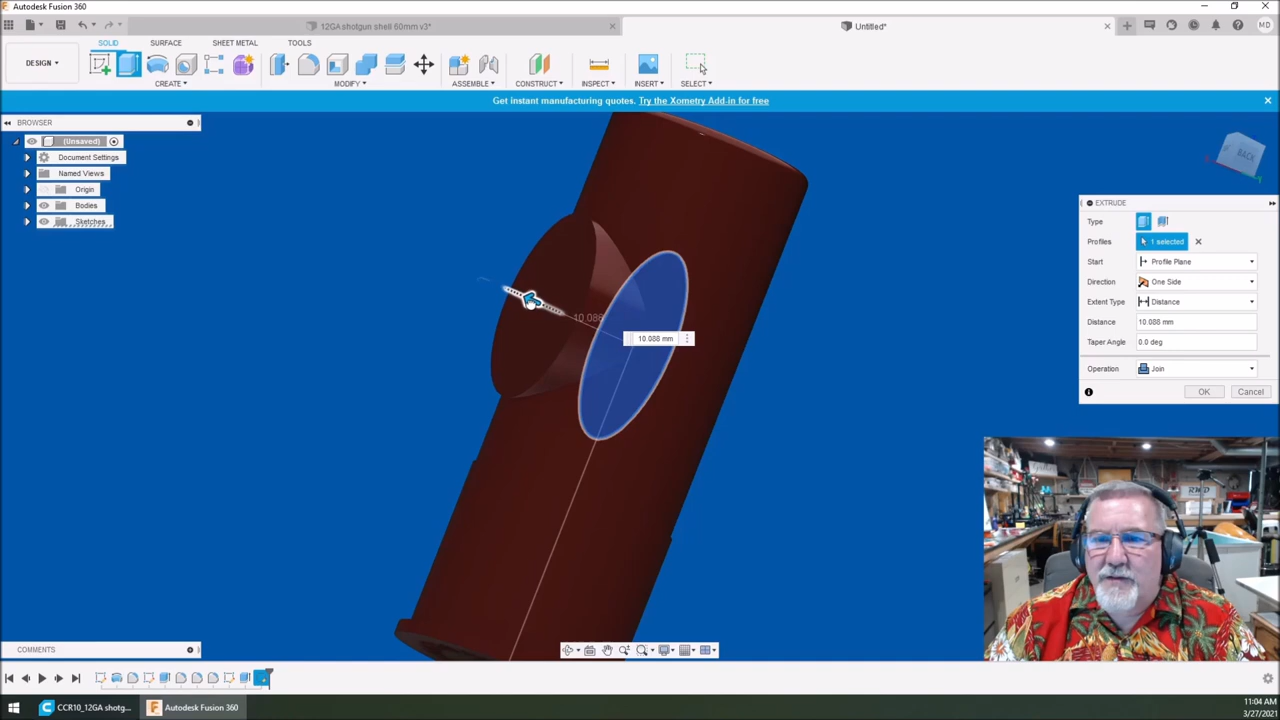 Autodesk Fusion 360
12GA shotgun shell 60mm v3*
Untitled*
MD
DESIGN
SOLID
SURFACE
SHEET METAL
TOOLS
CREATE
MODIFY
ASSEMBLE
CONSTRUCT
INSPECT
INSERT
SELECT
Get instant manufacturing quotes. Try the Xometry Add-in for free
BROWSER
(Unsaved)
Document Settings
Named Views
Origin
Bodies
Sketches
BACK
10.088
10.088 mm
EXTRUDE
Type
Profiles 1 selected
Start Profile Plane
Direction One Side
Extent Type Distance
Distance 10.088 mm
Taper Angle 0.0 deg
Operation Join
OK Cancel
COMMENTS
CCR10_12GA shotg...
Autodesk Fusion 360
11:04 AM
3/27/2021